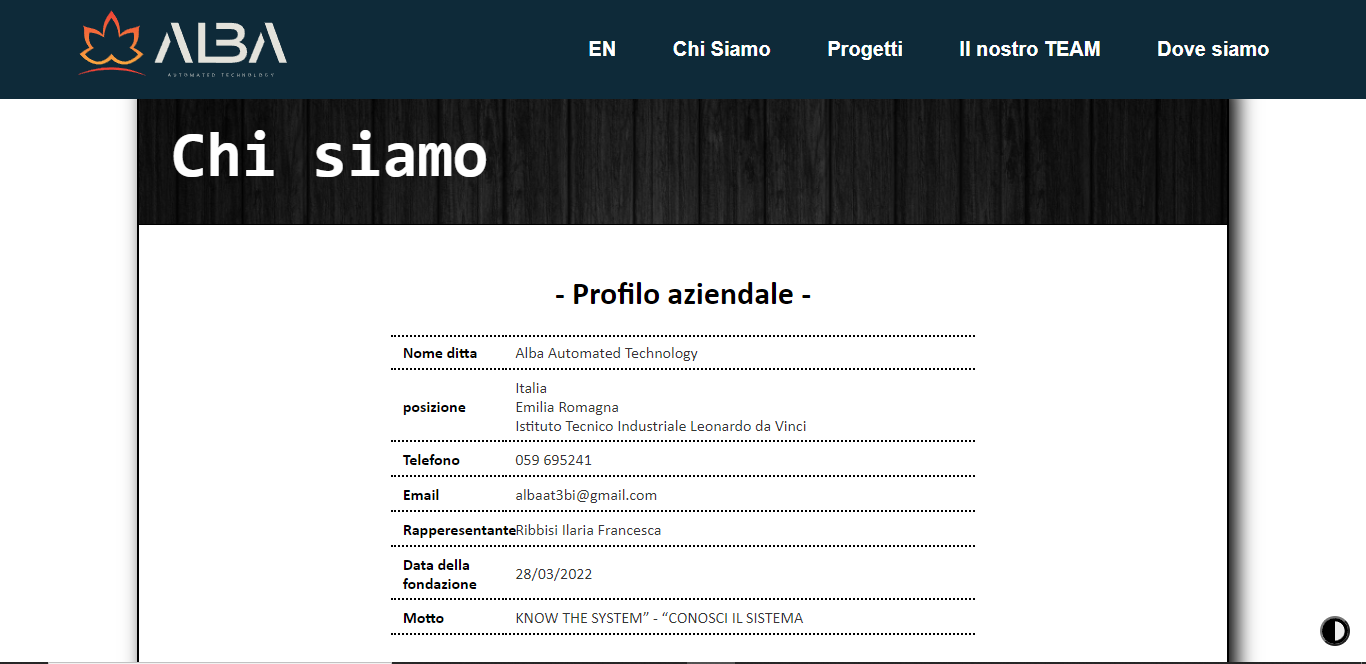 ALBA
AUTOMATED TECHNOLOGY
EN Chi Siamo Progetti Il nostro TEAM Dove siamo
Chi siamo
- Profilo aziendale -
Nome ditta Alba Automated Technology
posizione
Italia
Emilia Romagna
Istituto Tecnico Industriale Leonardo da Vinci
Telefono 059 695241
Email albaat3bi@gmail.com
Rapperesentante Ribbisi Ilaria Francesca
Data della
fondazione
28/03/2022
Motto KNOW THE SYSTEM” - “CONOSCI IL SISTEMA